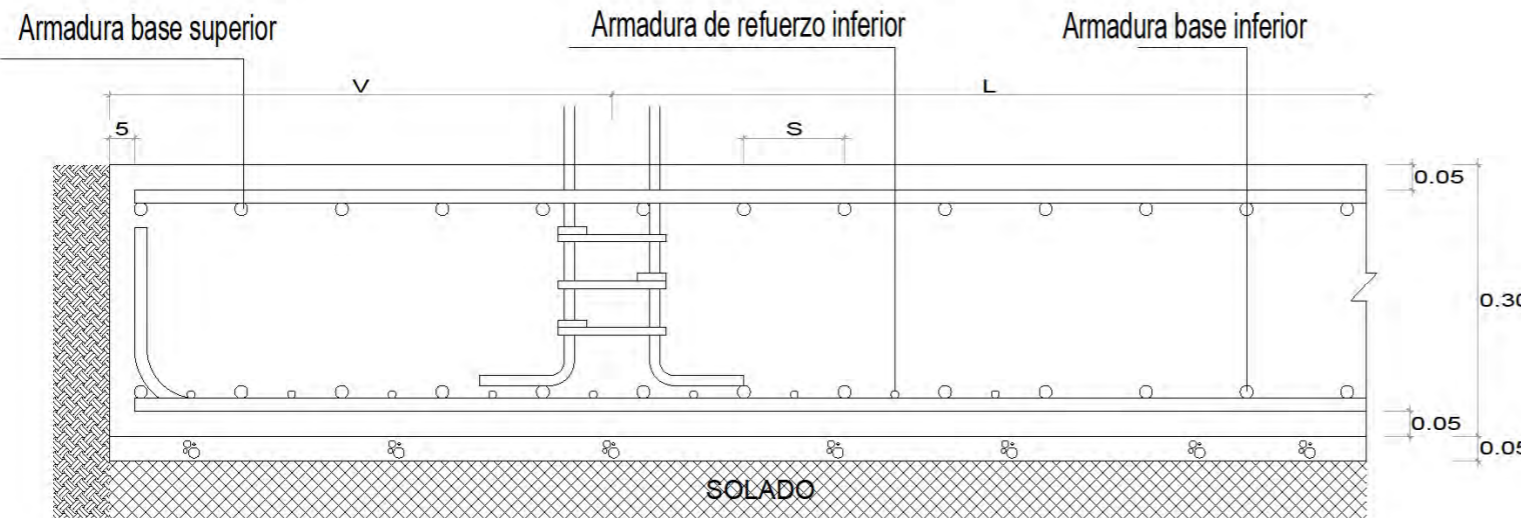 Armadura base superior
Armadura de refuerzo inferior
Armadura base inferior
V
L
5
S
0.05
0.30
0.05
0.05
SOLADO